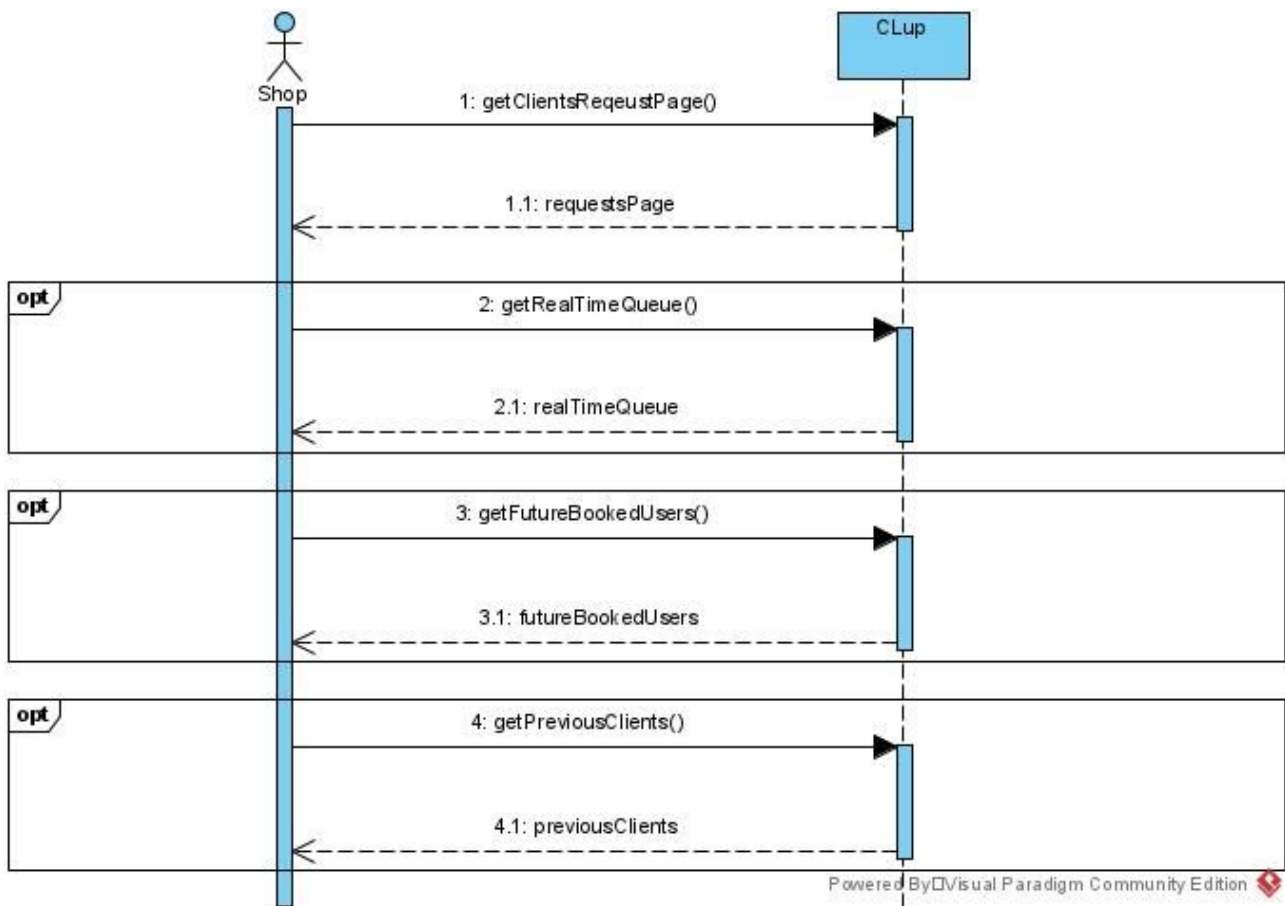 CLup
Shop
1: getClientsReqeustPage()
1.1: requestsPage
opt
2: getRealTimeQueue()
2.1: realTimeQueue
opt
3: getFutureBookedUsers()
3.1: futureBookedUsers
opt
4: getPreviousClients()
4.1: previousClients
Powered By□Visual Paradigm Community Edition